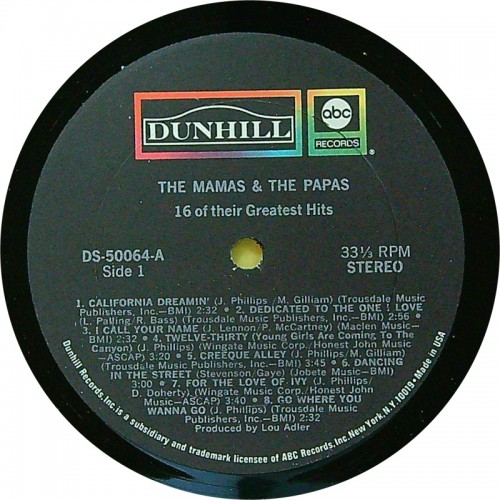 DUNHILL
abc
RECORDS
®
THE MAMAS & THE PAPAS
16 of their Greatest Hits
DS-50064-A
Side 1
33⅓ RPM
STEREO
1. CALIFORNIA DREAMIN' (J. Phillips /M. Gilliam) (Trousdale Music
Publishers, Inc.—BMI) 2:32 • 2. DEDICATED TO THE ONE I LOVE
(L. Palling/R. Bass) (Trousdale Music Publishers, Inc.—BMI) 2:56 •
3. I CALL YOUR NAME (J. Lennon/P. McCartney) (Maclen Music—
BMI) 2:32 • 4. TWELVE-THIRTY (Young Girls are Coming to The
Canyon) (J. Phillips) (Wingate Music Corp./Honest John Music
—ASCAP) 3:20 • 5. CREEQUE ALLEY (J. Phillips/M. Gilliam)
(Trousdale Music Publishers, Inc.—BMI) 3:45 • 6. DANCING
IN THE STREET (Stevenson/Gaye) (Jobete Music—BMI)
3:00 • 7. FOR THE LOVE OF IVY (J. Phillips/
D. Doherty) (Wingate Music Corp./Honest John
Music—ASCAP) 3:40 • 8. GO WHERE YOU
WANNA GO (J. Phillips) (Trousdale Music
Publishers, Inc.—BMI) 2:32
Produced by Lou Adler
Dunhill Records, Inc. is a subsidiary and trademark of ABC Records, Inc. New York, N.Y. 10019 • Made in USA